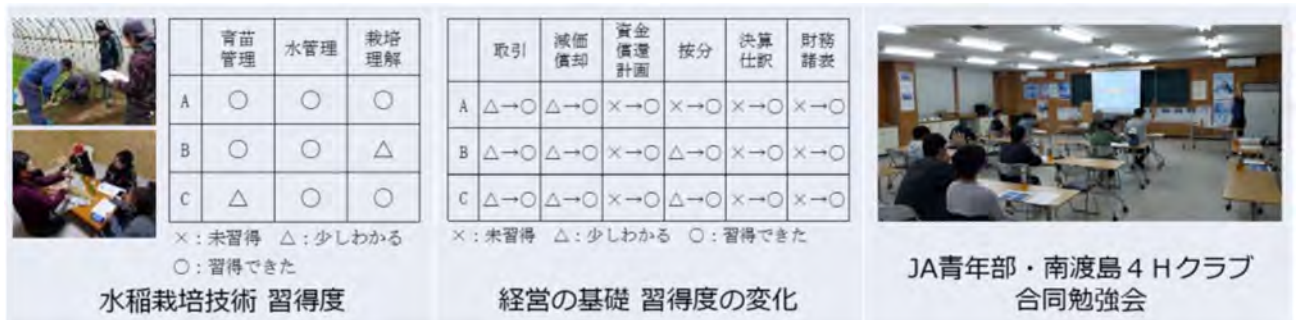 育苗管理 水管理 栽培理解
A ○ ○ ○
B ○ ○ △
C △ ○ ○
×：未習得 △：少しわかる
○：習得できた
水稲栽培技術 習得度
取引 減価償却 資金償還計画 按分 決算仕訳 財務諸表
A △→○ △→○ ×→○ ×→○ ×→○ ×→○
B △→○ △→○ ×→○ △→○ ×→○ ×→○
C △→○ △→○ ×→○ △→○ ×→○ ×→○
×：未習得 △：少しわかる ○：習得できた
経営の基礎 習得度の変化
JA青年部・南渡島４Ｈクラブ
合同勉強会